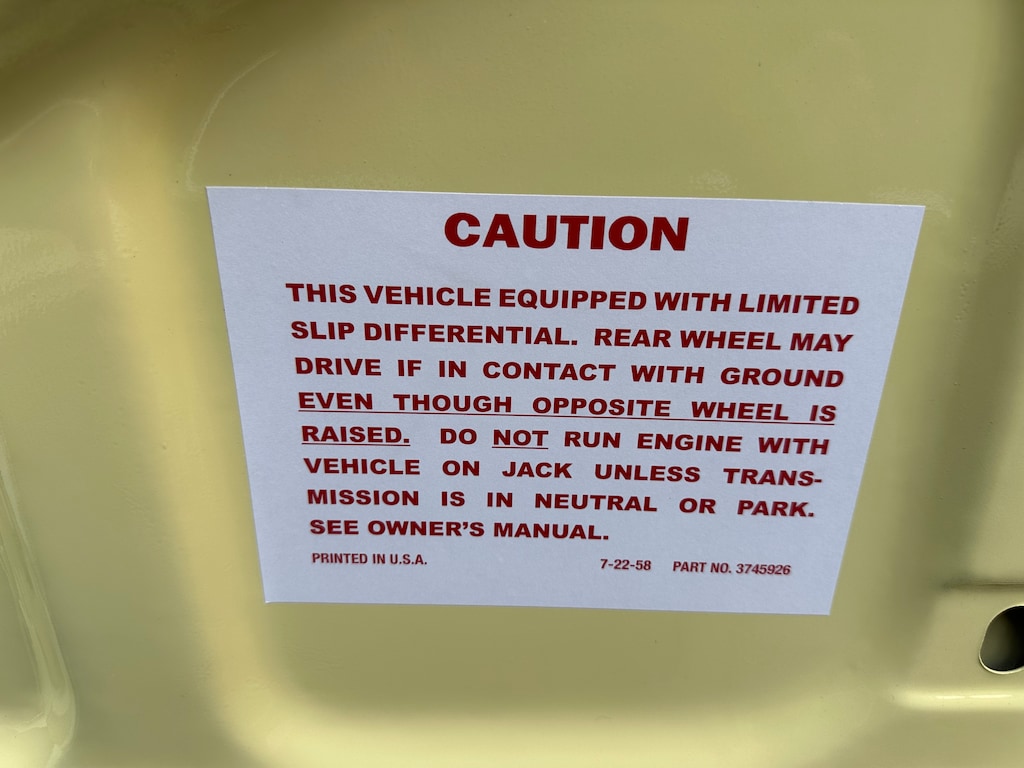 CAUTION
THIS VEHICLE EQUIPPED WITH LIMITED
SLIP DIFFERENTIAL. REAR WHEEL MAY
DRIVE IF IN CONTACT WITH GROUND
EVEN THOUGH OPPOSITE WHEEL IS
RAISED. DO NOT RUN ENGINE WITH
VEHICLE ON JACK UNLESS TRANS-
MISSION IS IN NEUTRAL OR PARK.
SEE OWNER'S MANUAL.
PRINTED IN U.S.A. 7-22-58 PART NO. 3745926